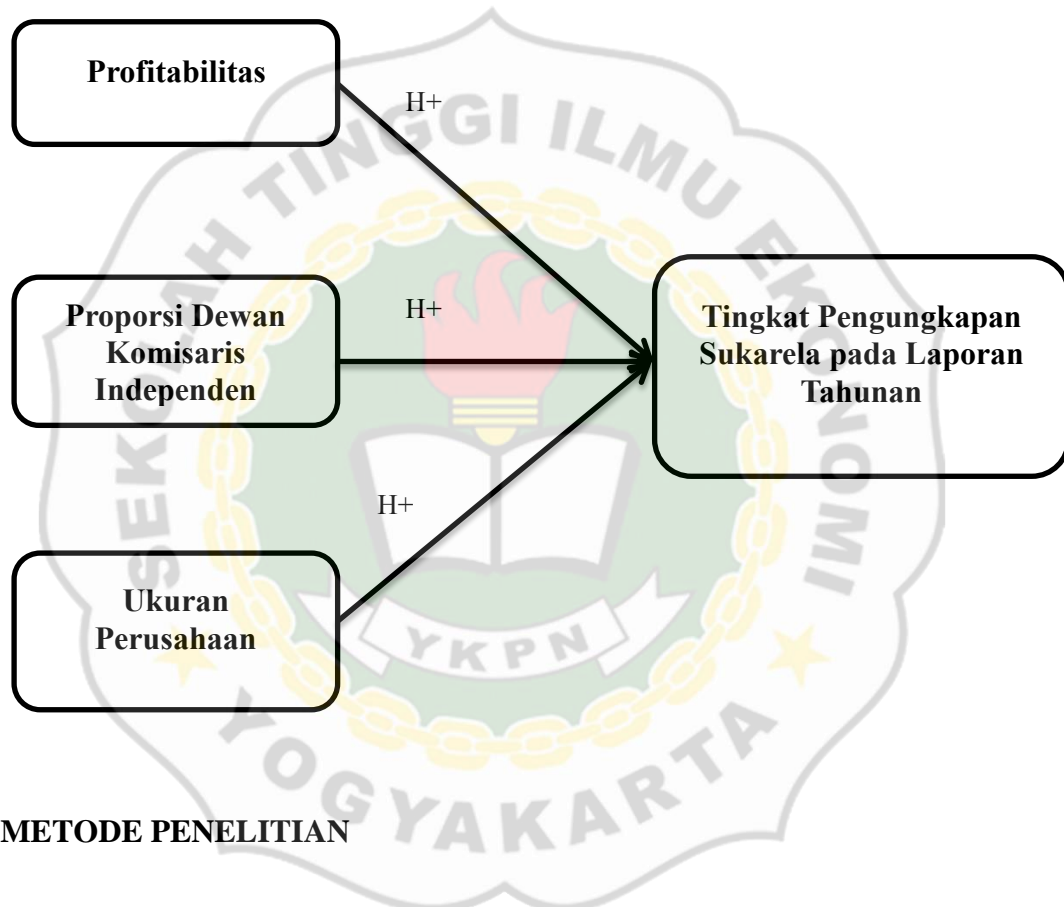 Profitabilitas
H+
Proporsi Dewan
Komisaris
Independen
H+
Tingkat Pengungkapan
Sukarela pada Laporan
Tahunan
H+
Ukuran
Perusahaan
METODE PENELITIAN
SEKOLAH TINGGI ILMU EKONOMI
YKPN
YOGYAKARTA